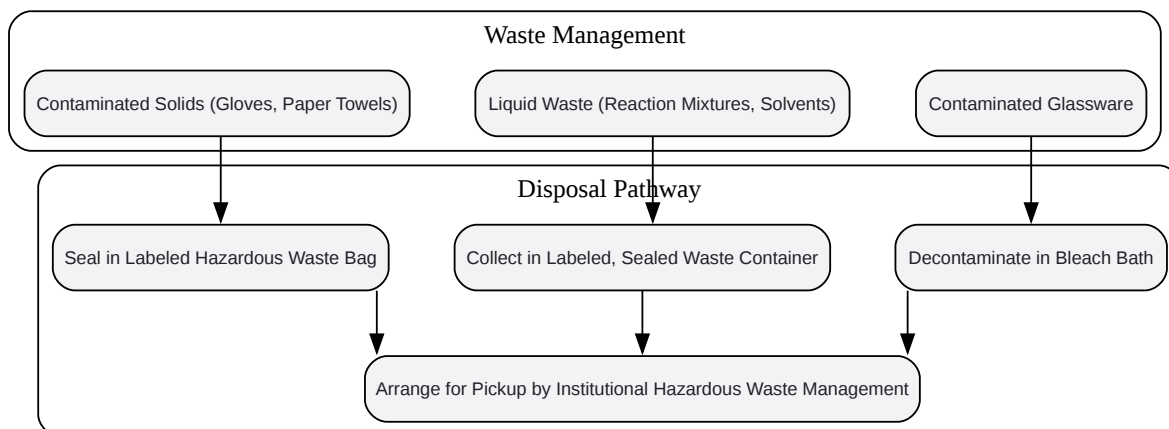 Waste Management
Contaminated Solids (Gloves, Paper Towels)
Liquid Waste (Reaction Mixtures, Solvents)
Contaminated Glassware
Disposal Pathway
Seal in Labeled Hazardous Waste Bag
Collect in Labeled, Sealed Waste Container
Decontaminate in Bleach Bath
Arrange for Pickup by Institutional Hazardous Waste Management